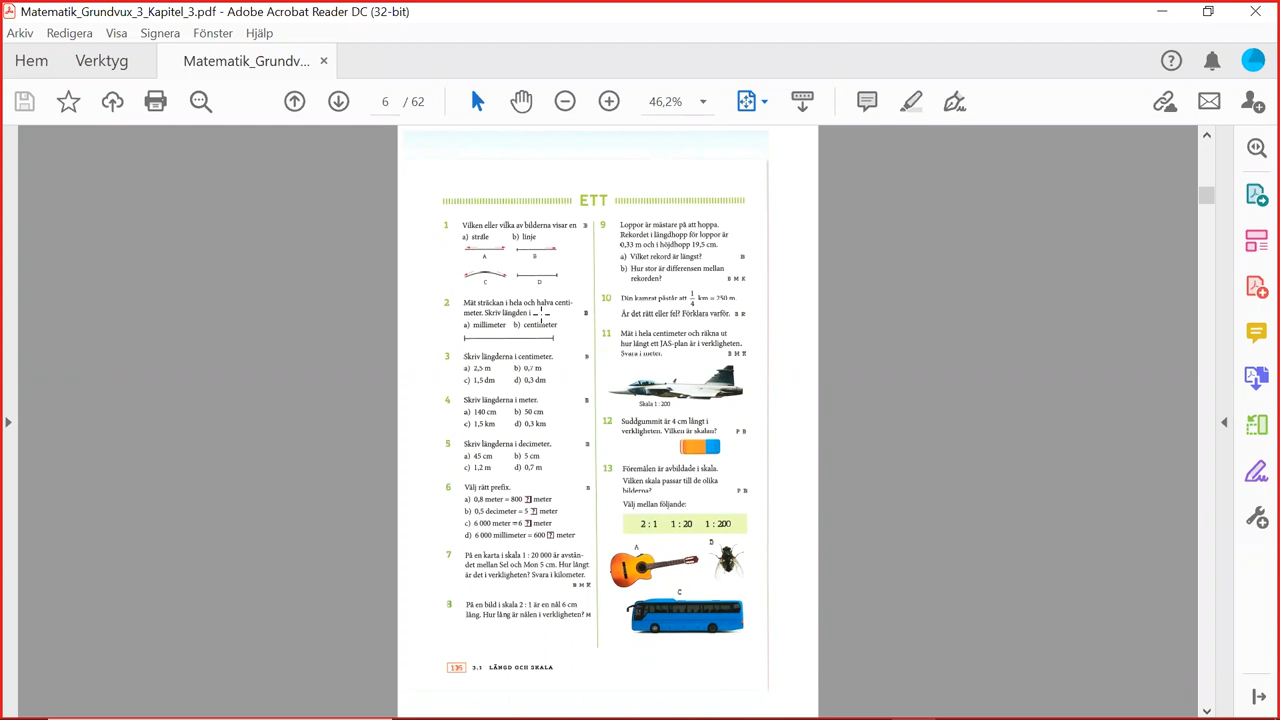 Matematik_Grundvux_3_Kapitel_3.pdf - Adobe Acrobat Reader DC (32-bit)
Arkiv Redigera Visa Signera Fönster Hjälp
Hem Verktyg Matematik_Grundv... ×
6 / 62 46,2%
ETT
1 Vilken eller vilka av bilderna visar en B
a) stråle b) linje
A B
C D
2 Mät sträckan i hela och halva centi-
meter. Skriv längden i B
a) millimeter b) centimeter
3 Skriv längderna i centimeter. B
a) 2,5 m b) 0,7 m
c) 1,5 dm d) 0,3 dm
4 Skriv längderna i meter. B
a) 140 cm b) 50 cm
c) 1,5 km d) 0,3 km
5 Skriv längderna i decimeter. B
a) 45 cm b) 5 cm
c) 1,2 m d) 0,7 m
6 Välj rätt prefix. B
a) 0,8 meter = 800 ? meter
b) 0,5 decimeter = 5 ? meter
c) 6 000 meter = 6 ? meter
d) 6 000 millimeter = 600 ? meter
7 På en karta i skala 1 : 20 000 är avstån-
det mellan Sel och Mon 5 cm. Hur långt
är det i verkligheten? Svara i kilometer.
B M R
8 På en bild i skala 2 : 1 är en nål 6 cm
lång. Hur lång är nålen i verkligheten? M
9 Loppor är mästare på att hoppa.
Rekordet i längdhopp för loppor är
0,33 m och i höjdhopp 19,5 cm.
a) Vilket rekord är längst? B
b) Hur stor är differensen mellan
rekorden? B M K
10 Din kamrat påstår att 1/4 km = 250 m.
Är det rätt eller fel? Förklara varför. B R
11 Mät i hela centimeter och räkna ut
hur långt ett JAS-plan är i verkligheten.
Svara i meter. B M R
Skala 1 : 200
12 Suddgummit är 4 cm långt i
verkligheten. Vilken är skalan? P B
13 Föremålen är avbildade i skala.
Vilken skala passar till de olika
bilderna? P B
Välj mellan följande:
2 : 1 1 : 20 1 : 200
A B
C
3.1 LÄNGD OCH SKALA